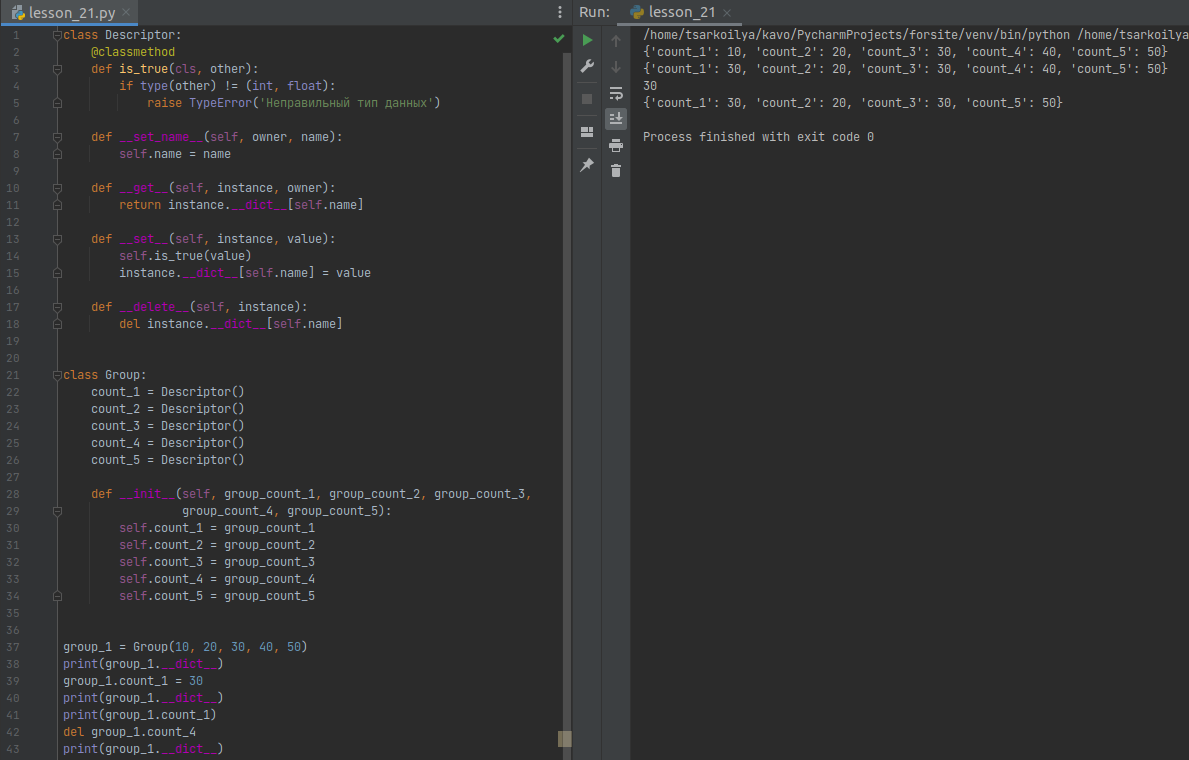 lesson_21.py
1 class Descriptor:
2     @classmethod
3     def is_true(cls, other):
4         if type(other) != (int, float):
5             raise TypeError('Неправильный тип данных')
6
7     def __set_name__(self, owner, name):
8         self.name = name
9
10     def __get__(self, instance, owner):
11         return instance.__dict__[self.name]
12
13     def __set__(self, instance, value):
14         self.is_true(value)
15         instance.__dict__[self.name] = value
16
17     def __delete__(self, instance):
18         del instance.__dict__[self.name]
19
20
21 class Group:
22     count_1 = Descriptor()
23     count_2 = Descriptor()
24     count_3 = Descriptor()
25     count_4 = Descriptor()
26     count_5 = Descriptor()
27
28     def __init__(self, group_count_1, group_count_2, group_count_3,
29                  group_count_4, group_count_5):
30         self.count_1 = group_count_1
31         self.count_2 = group_count_2
32         self.count_3 = group_count_3
33         self.count_4 = group_count_4
34         self.count_5 = group_count_5
35
36
37 group_1 = Group(10, 20, 30, 40, 50)
38 print(group_1.__dict__)
39 group_1.count_1 = 30
40 print(group_1.__dict__)
41 print(group_1.count_1)
42 del group_1.count_4
43 print(group_1.__dict__)
Run: lesson_21
/home/tsarkoilya/kavo/PycharmProjects/forsite/venv/bin/python /home/tsarkoilya
{'count_1': 10, 'count_2': 20, 'count_3': 30, 'count_4': 40, 'count_5': 50}
{'count_1': 30, 'count_2': 20, 'count_3': 30, 'count_4': 40, 'count_5': 50}
30
{'count_1': 30, 'count_2': 20, 'count_3': 30, 'count_5': 50}
Process finished with exit code 0